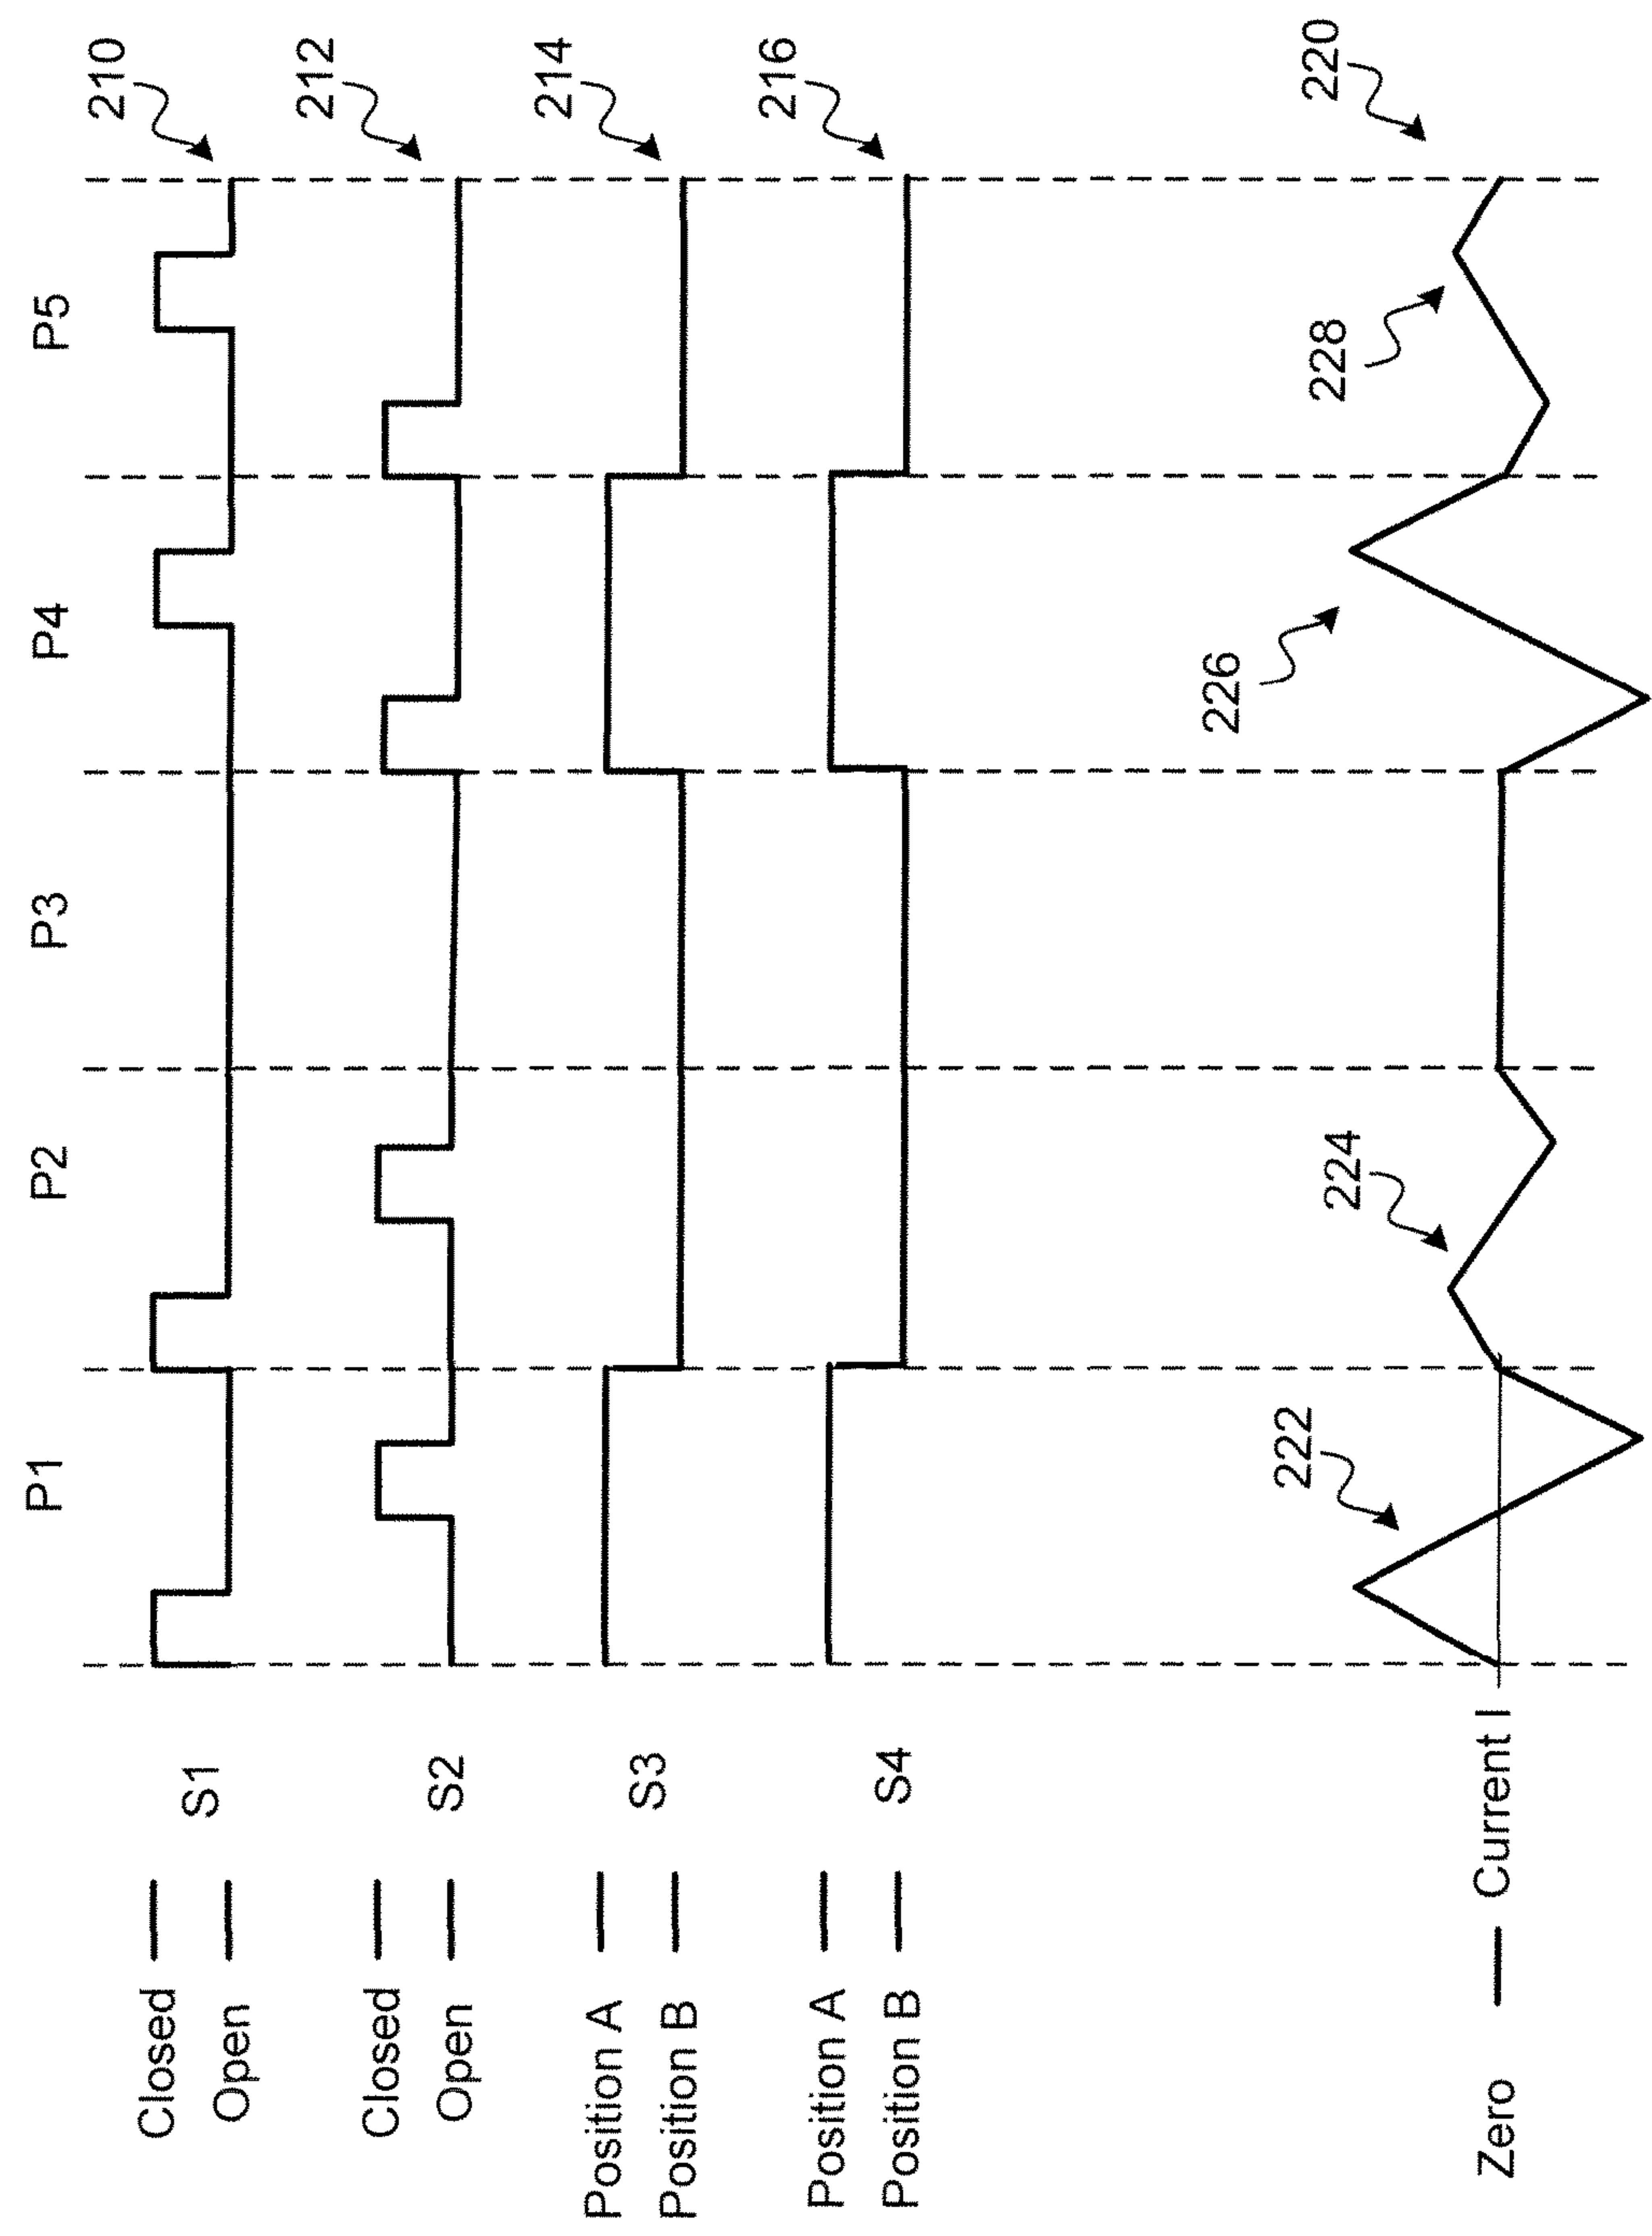 P1 P2 P3 P4 P5
210
Closed
Open
S1
212
Closed
Open
S2
214
Position A
Position B
S3
216
Position A
Position B
S4
220
222
224
226
228
Zero
Current I